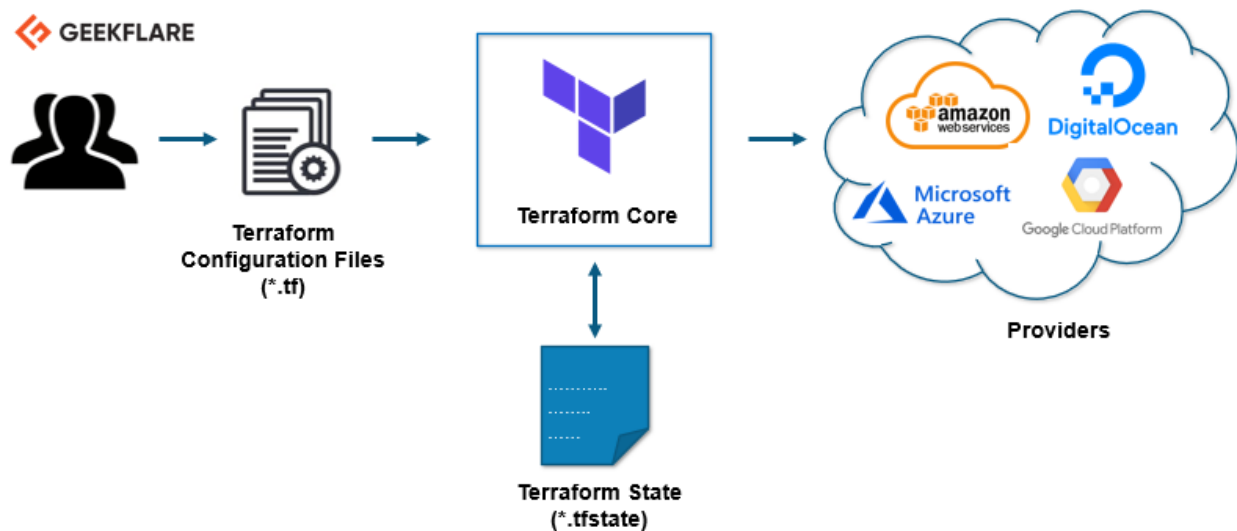 GEEKFLARE
amazon
webservices
DigitalOcean
Microsoft
Azure
Google Cloud Platform
Terraform Core
Terraform
Configuration Files
(*.tf)
Providers
Terraform State
(*.tfstate)